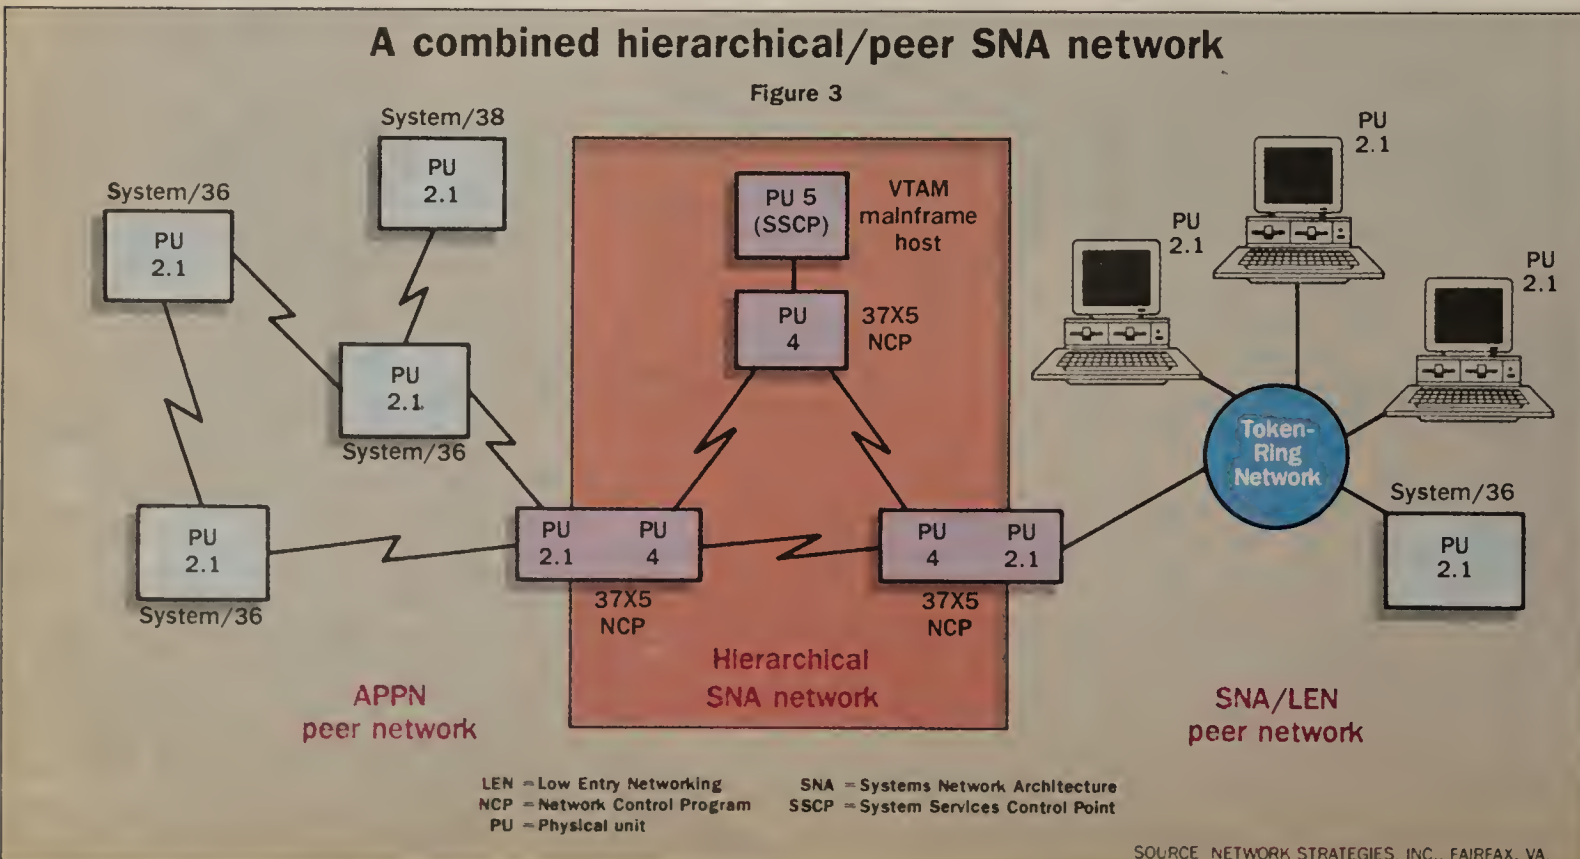 A combined hierarchical/peer SNA network
Figure 3
System/38
PU
2.1
System/36
PU
2.1
PU
2.1
System/36
PU
2.1
System/36
PU 5
(SSCP)
VTAM
mainframe
host
PU
4
37X5
NCP
PU
2.1
PU
4
37X5
NCP
PU
4
PU
2.1
37X5
NCP
PU
2.1
PU
2.1
PU
2.1
Token-
Ring
Network
System/36
PU
2.1
APPN
peer network
Hierarchical
SNA network
SNA/LEN
peer network
LEN = Low Entry Networking
NCP = Network Control Program
PU = Physical unit
SNA = Systems Network Architecture
SSCP = System Services Control Point
SOURCE NETWORK STRATEGIES, INC., FAIRFAX, VA